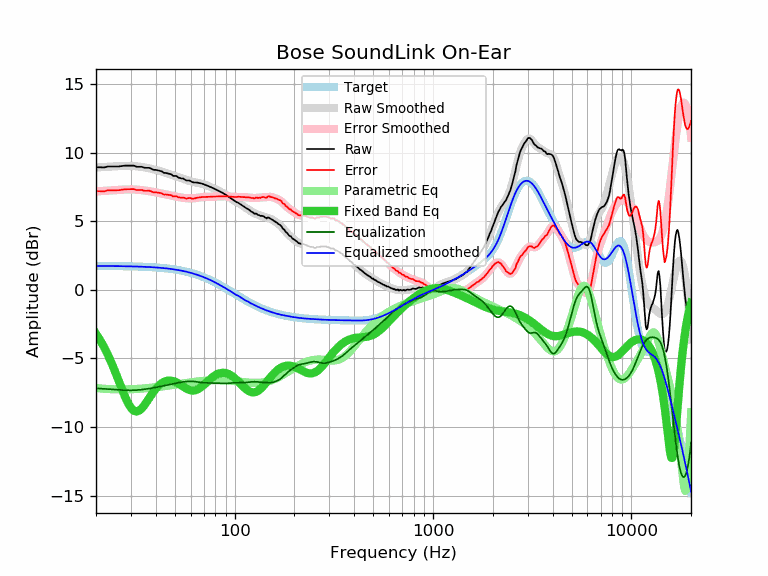 Bose SoundLink On-Ear
15
10
5
0
−5
−10
−15
Amplitude (dBr)
Target
Raw Smoothed
Error Smoothed
Raw
Error
Parametric Eq
Fixed Band Eq
Equalization
Equalized smoothed
100
1000
10000
Frequency (Hz)